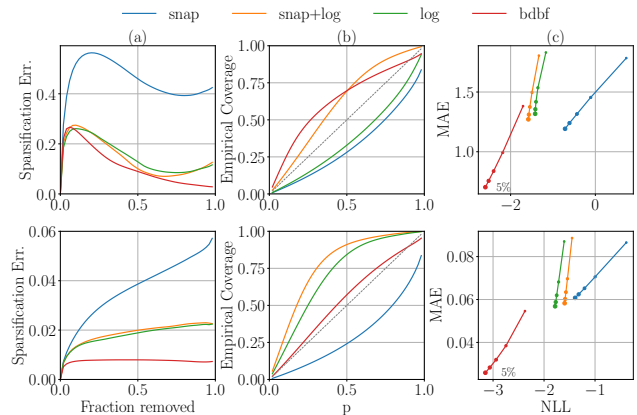 snap snap+log log bdbf
(a) (b) (c)
Sparsification Err.
0.4
0.2
0.0
0.0 0.5 1.0
Empirical Coverage
1.00
0.75
0.50
0.25
0.00
0.0 0.5 1.0
MAE
1.5
1.0
5%
−2 0
Sparsification Err.
0.06
0.04
0.02
0.00
0.0 0.5 1.0
Fraction removed
Empirical Coverage
1.00
0.75
0.50
0.25
0.00
0.0 0.5 1.0
p
MAE
0.08
0.06
0.04
5%
−3 −2 −1
NLL